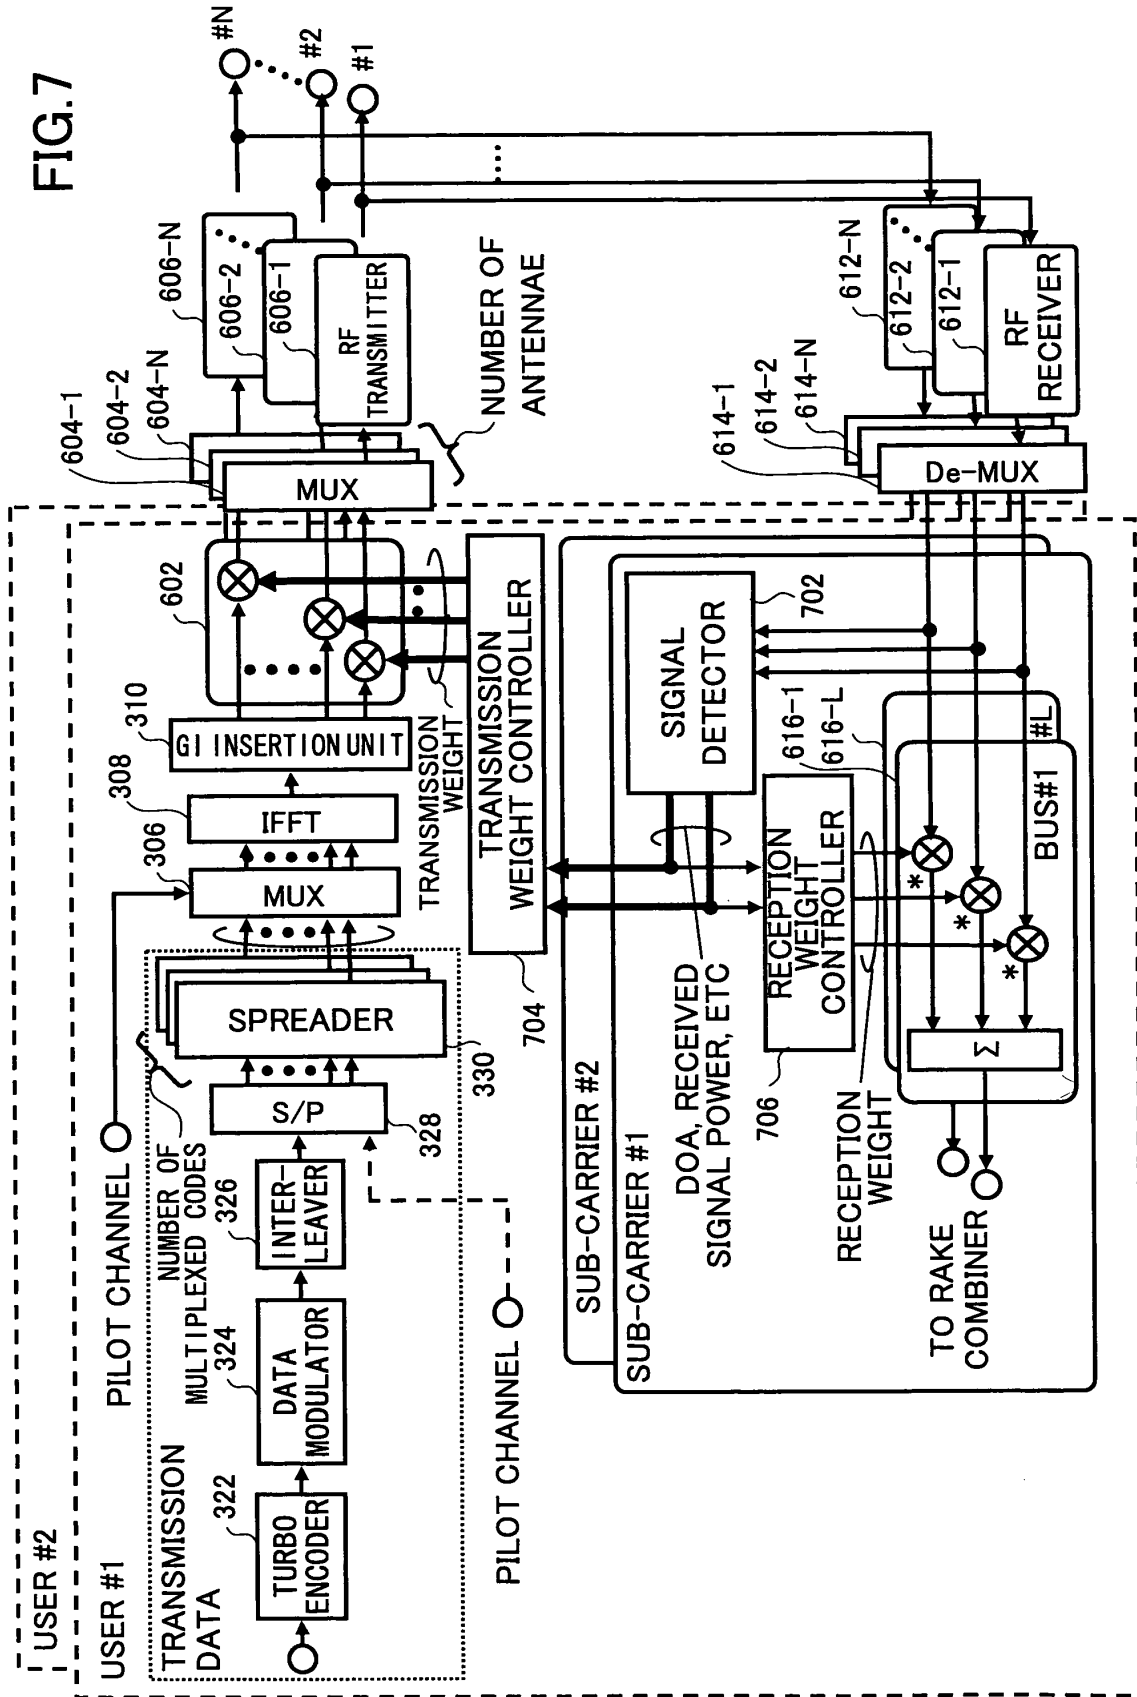 FIG.7
USER #2
USER #1
TRANSMISSION
DATA
322
TURBO
ENCODER
324
DATA
MODULATOR
326
INTER-
LEAVER
328
S/P
PILOT CHANNEL
NUMBER OF
MULTIPLEXED CODES
330
SPREADER
PILOT CHANNEL
306
MUX
308
IFFT
310
GI INSERTION UNIT
602
TRANSMISSION
WEIGHT
704
TRANSMISSION
WEIGHT CONTROLLER
604-1
604-2
604-N
MUX
606-N
606-2
606-1
RF
TRANSMITTER
NUMBER OF
ANTENNAE
#N
#2
#1
SUB-CARRIER #2
SUB-CARRIER #1
DOA, RECEIVED
SIGNAL POWER, ETC
SIGNAL
DETECTOR
702
706
RECEPTION
WEIGHT
CONTROLLER
RECEPTION
WEIGHT
614-1
614-2
614-N
De-MUX
612-N
612-2
612-1
RF
RECEIVER
616-1
616-L
#L
BUS#1
*
*
*
Σ
TO RAKE
COMBINER